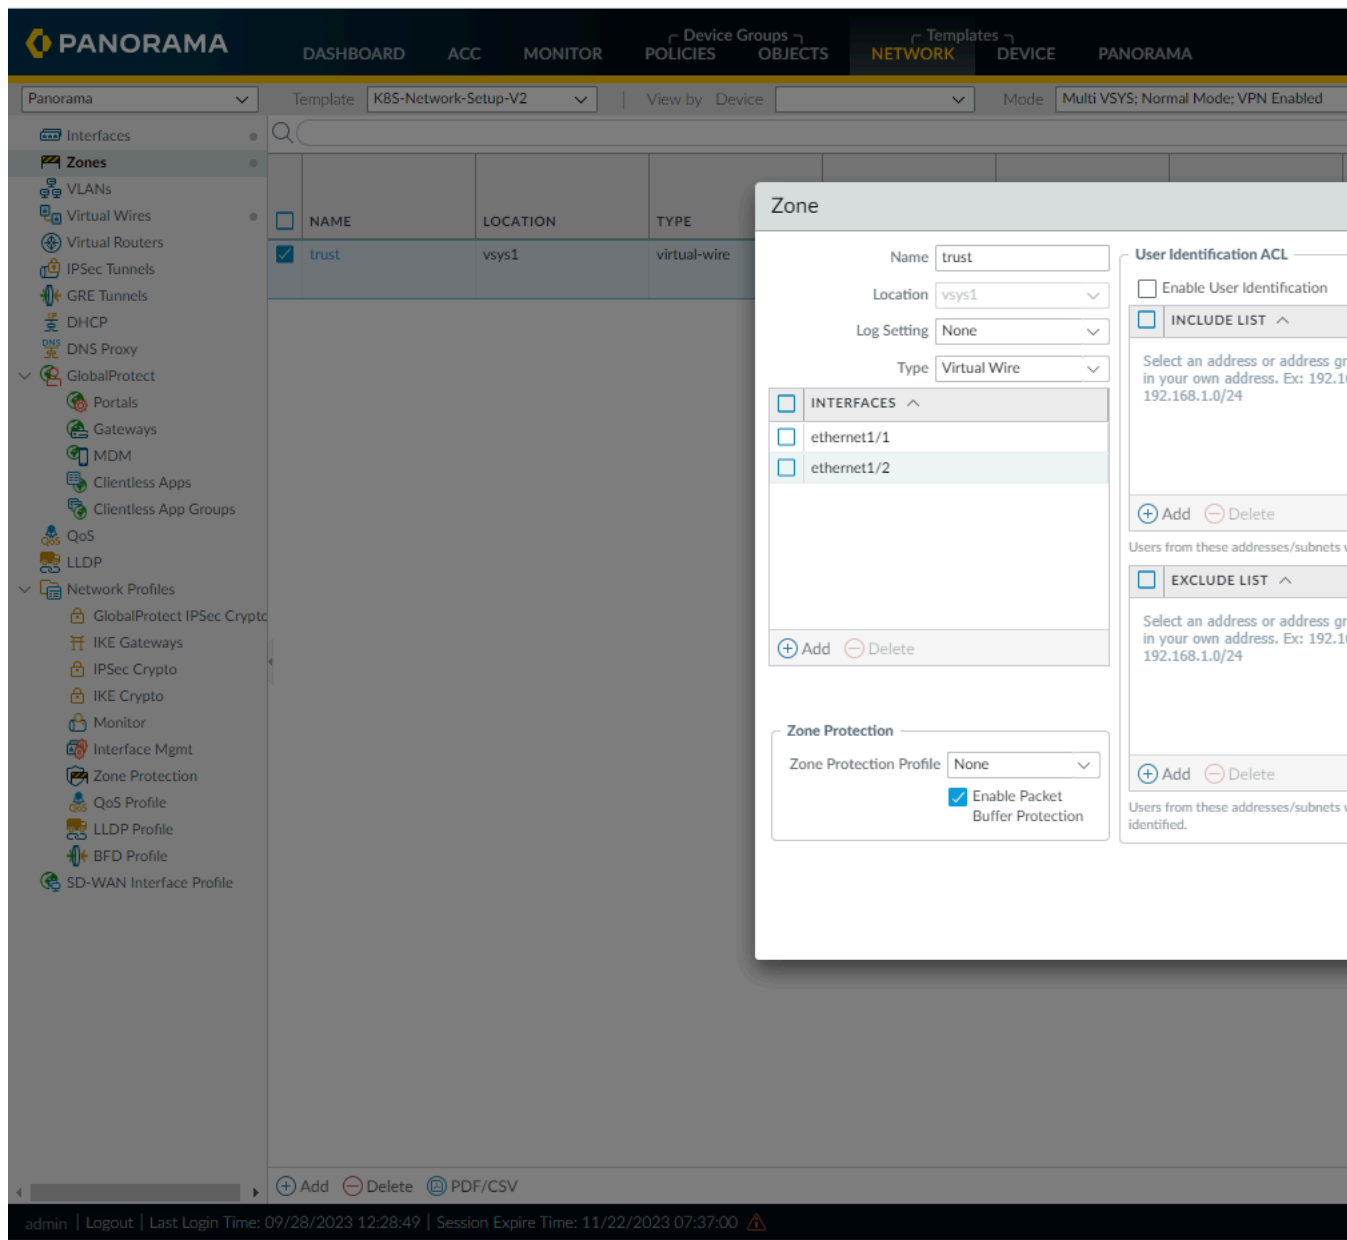 PANORAMA
Device Groups
Templates
DASHBOARD ACC MONITOR POLICIES OBJECTS NETWORK DEVICE PANORAMA
Panorama
Template K8S-Network-Setup-V2 | View by Device Mode Multi VSYS; Normal Mode; VPN Enabled
Interfaces
Zones
VLANs
Virtual Wires
Virtual Routers
IPSec Tunnels
GRE Tunnels
DHCP
DNS Proxy
GlobalProtect
Portals
Gateways
MDM
Clientless Apps
Clientless App Groups
QoS
LLDP
Network Profiles
GlobalProtect IPSec Crypto
IKE Gateways
IPSec Crypto
IKE Crypto
Monitor
Interface Mgmt
Zone Protection
QoS Profile
LLDP Profile
BFD Profile
SD-WAN Interface Profile
NAME LOCATION TYPE
trust vsys1 virtual-wire
Zone
Name trust
Location vsys1
Log Setting None
Type Virtual Wire
INTERFACES
ethernet1/1
ethernet1/2
Add Delete
Zone Protection
Zone Protection Profile None
Enable Packet
Buffer Protection
User Identification ACL
Enable User Identification
INCLUDE LIST
Select an address or address gr
in your own address. Ex: 192.16
192.168.1.0/24
Add Delete
Users from these addresses/subnets w
EXCLUDE LIST
Select an address or address gr
in your own address. Ex: 192.16
192.168.1.0/24
Add Delete
Users from these addresses/subnets w
identified.
Add Delete PDF/CSV
admin | Logout | Last Login Time: 09/28/2023 12:28:49 | Session Expire Time: 11/22/2023 07:37:00